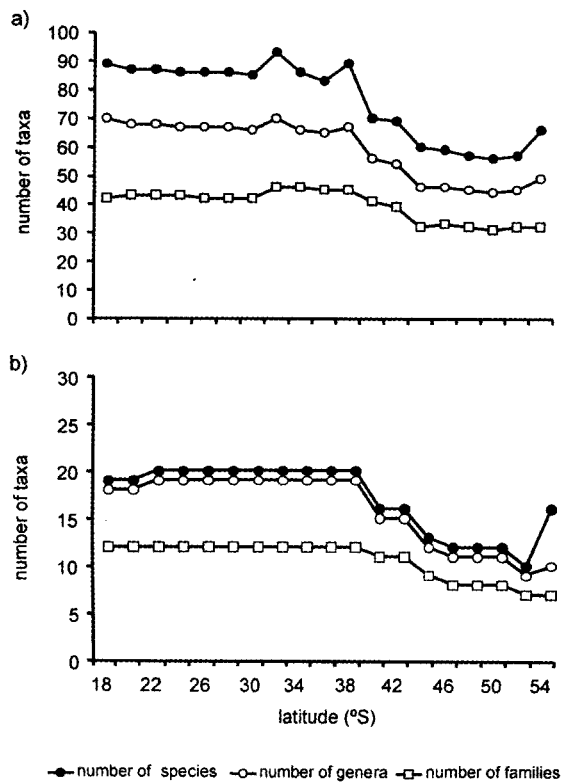 a)
number of taxa
100
90
80
70
60
50
40
30
20
10
0
b)
number of taxa
30
25
20
15
10
5
0
18 22 26 30 34 38 42 46 50 54
latitude (ºS)
number of species number of genera number of families